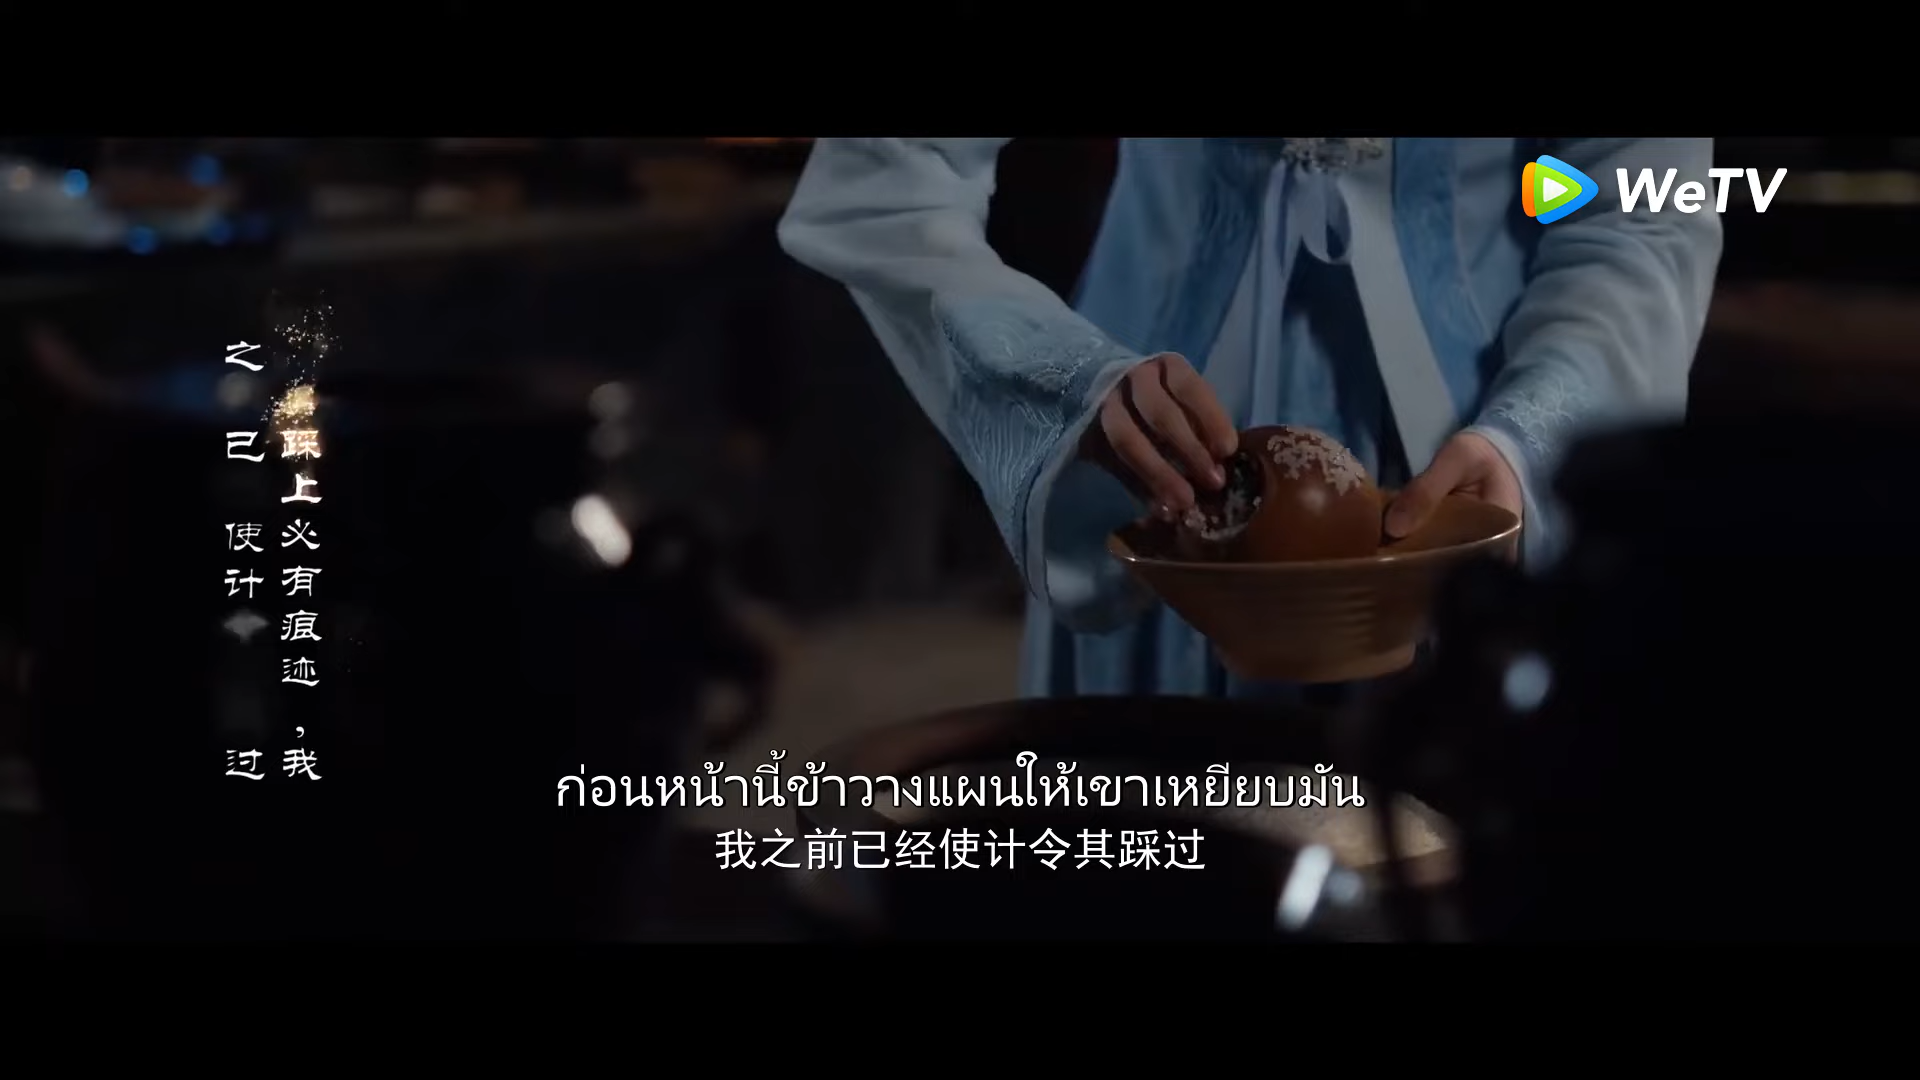 WeTV
踩上必有痕迹，我
之 已 使计 过
ก่อนหน้านี้ข้าวางแผนให้เขาเหยียบมัน
我之前已经使计令其踩过